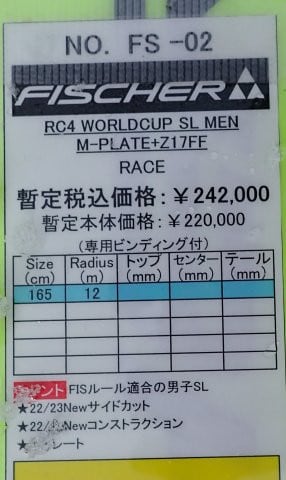 NO. FS -02
FISCHER
RC4 WORLDCUP SL MEN
M-PLATE+Z17FF
RACE
暫定税込価格：￥242,000
暫定本体価格：￥220,000
（専用ビンディング付）
Size (cm) Radius (m) トップ (mm) センター (mm) テール (mm)
165 12
ント FISルール適合の男子SL
★22/23Newサイドカット
★22/ Newコンストラクション
★ レート